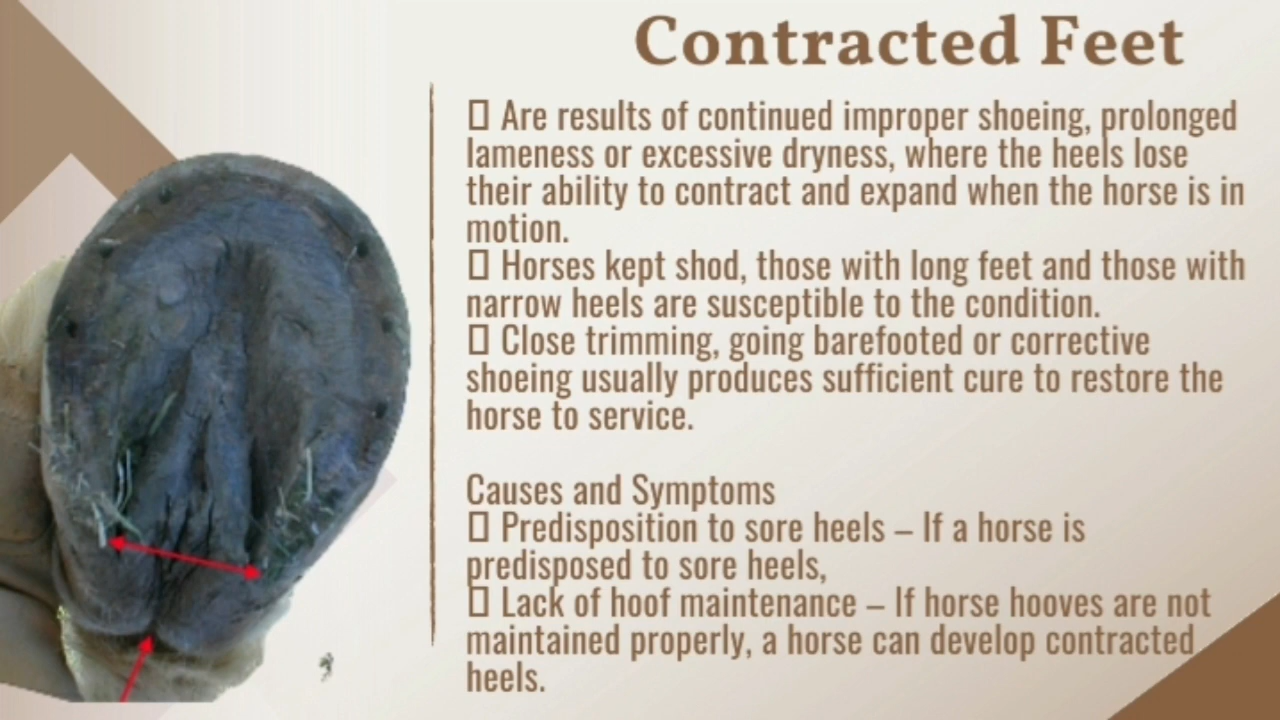 Contracted Feet
▯ Are results of continued improper shoeing, prolonged
lameness or excessive dryness, where the heels lose
their ability to contract and expand when the horse is in
motion.
▯ Horses kept shod, those with long feet and those with
narrow heels are susceptible to the condition.
▯ Close trimming, going barefooted or corrective
shoeing usually produces sufficient cure to restore the
horse to service.
Causes and Symptoms
▯ Predisposition to sore heels – If a horse is
predisposed to sore heels,
▯ Lack of hoof maintenance – If horse hooves are not
maintained properly, a horse can develop contracted
heels.